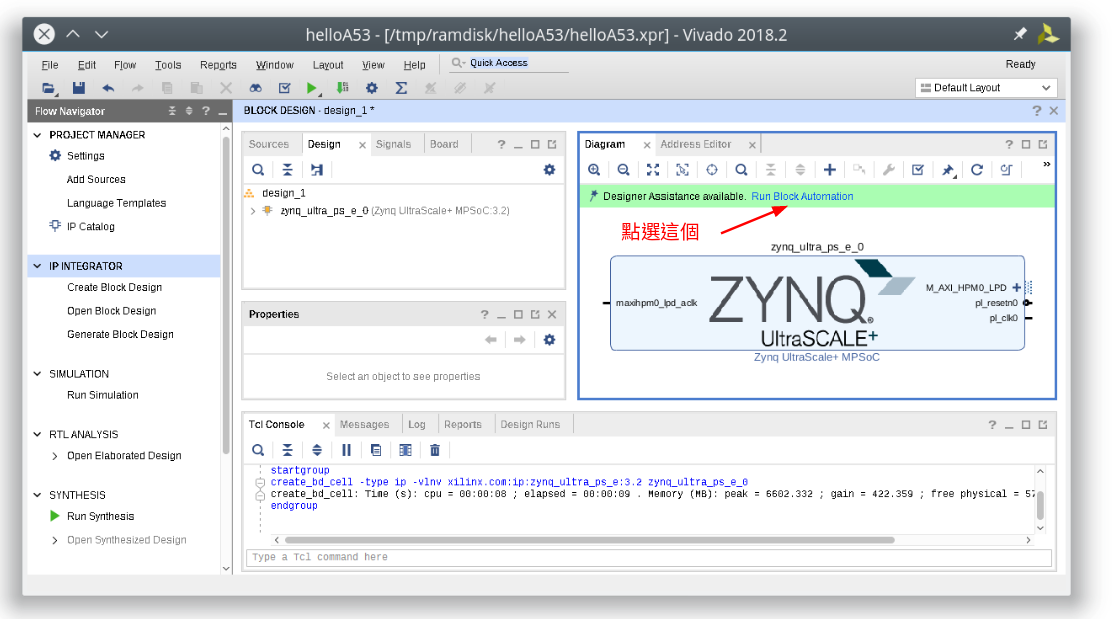 helloA53 - [/tmp/ramdisk/helloA53/helloA53.xpr] - Vivado 2018.2
File Edit Flow Tools Reports Window Layout View Help Quick Access Ready
Default Layout
Flow Navigator
BLOCK DESIGN - design_1 *
PROJECT MANAGER
Settings
Add Sources
Language Templates
IP Catalog
IP INTEGRATOR
Create Block Design
Open Block Design
Generate Block Design
SIMULATION
Run Simulation
RTL ANALYSIS
Open Elaborated Design
SYNTHESIS
Run Synthesis
Open Synthesized Design
Sources Design Signals Board
design_1
zynq_ultra_ps_e_0 (Zynq UltraScale+ MPSoC:3.2)
Properties
Select an object to see properties
Diagram Address Editor
Designer Assistance available. Run Block Automation
點選這個
zynq_ultra_ps_e_0
maxihpm0_lpd_aclk
ZYNQ®
UltraSCALE+
M_AXI_HPM0_LPD
pl_resetn0
pl_clk0
Zynq UltraScale+ MPSoC
Tcl Console Messages Log Reports Design Runs
startgroup
create_bd_cell -type ip -vlnv xilinx.com:ip:zynq_ultra_ps_e:3.2 zynq_ultra_ps_e_0
create_bd_cell: Time (s): cpu = 00:00:08 ; elapsed = 00:00:09 . Memory (MB): peak = 6602.332 ; gain = 422.359 ; free physical = 57
endgroup
Type a Tcl command here